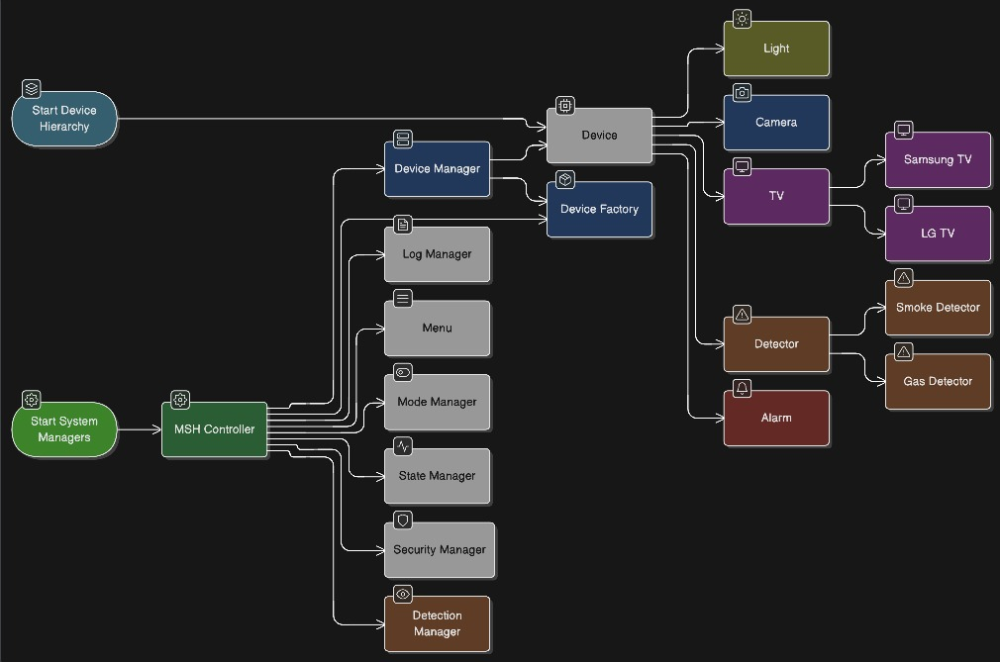 Start Device
Hierarchy
Start System
Managers
MSH Controller
Device Manager
Log Manager
Menu
Mode Manager
State Manager
Security Manager
Detection
Manager
Device
Device Factory
Light
Camera
TV
Detector
Alarm
Samsung TV
LG TV
Smoke Detector
Gas Detector